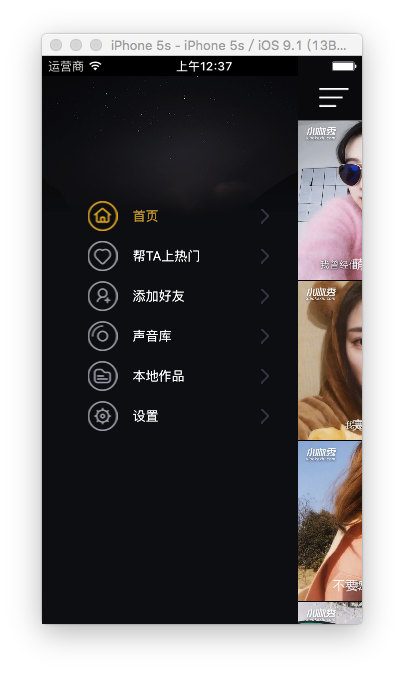 iPhone 5s - iPhone 5s / iOS 9.1 (13B...
运营商 上午12:37
首页
帮TA上热门
添加好友
声音库
本地作品
设置
小咖秀
小咖秀
小咖秀
不要
小咖秀